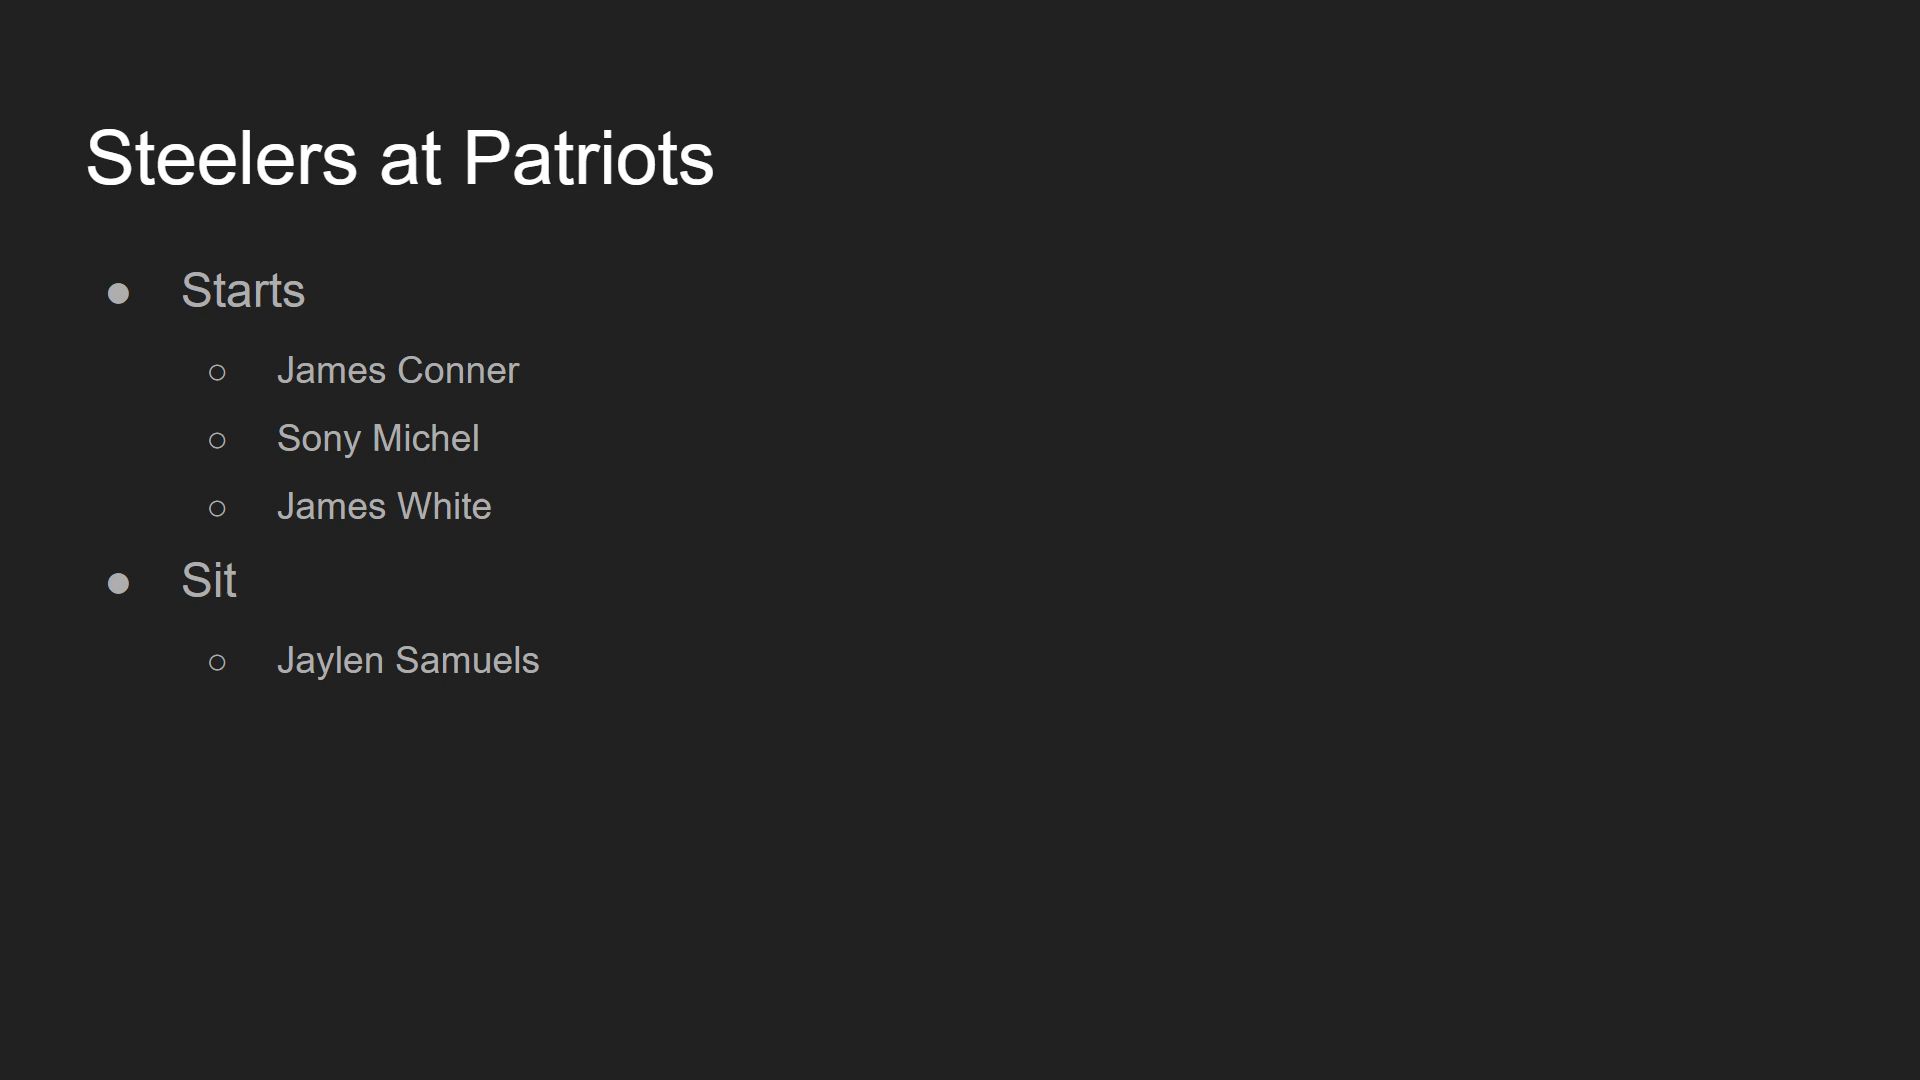 Steelers at Patriots
● Starts
○ James Conner
○ Sony Michel
○ James White
● Sit
○ Jaylen Samuels